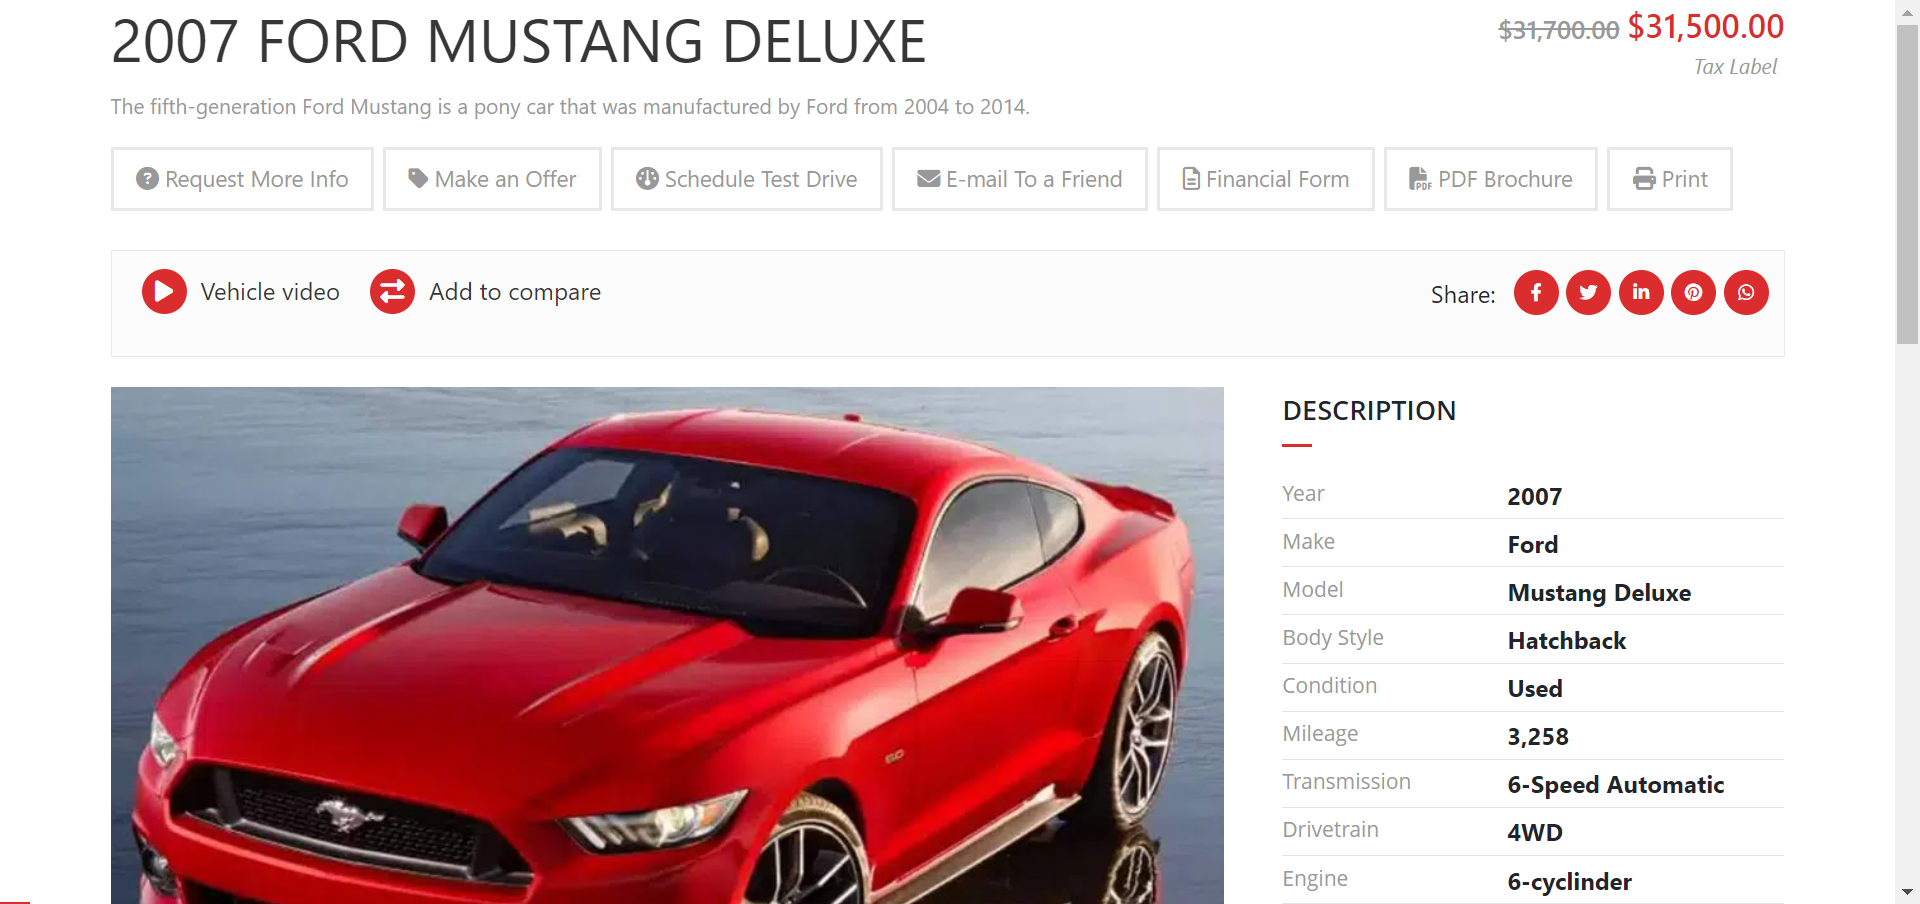 2007 FORD MUSTANG DELUXE
$31,700.00 $31,500.00
Tax Label
The fifth-generation Ford Mustang is a pony car that was manufactured by Ford from 2004 to 2014.
Request More Info
Make an Offer
Schedule Test Drive
E-mail To a Friend
Financial Form
PDF Brochure
Print
Vehicle video
Add to compare
Share:
DESCRIPTION
Year 2007
Make Ford
Model Mustang Deluxe
Body Style Hatchback
Condition Used
Mileage 3,258
Transmission 6-Speed Automatic
Drivetrain 4WD
Engine 6-cyclinder
5.0